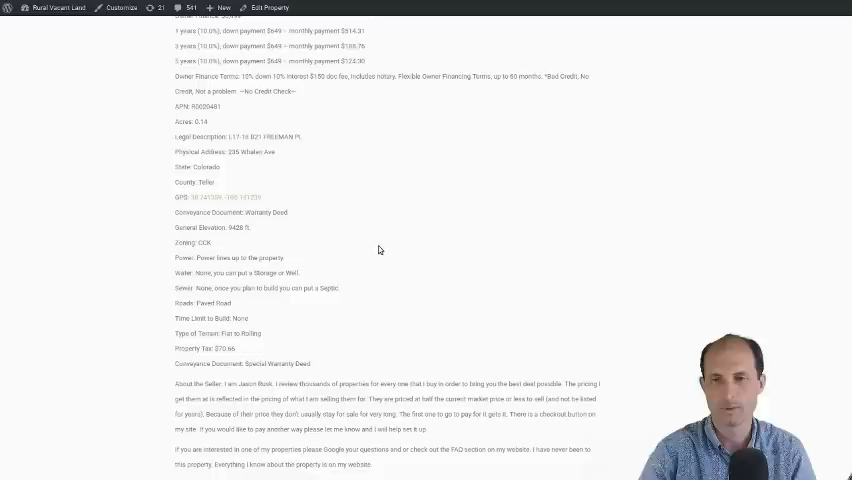 Rural Vacant Land Customize 21 541 New Edit Property
1 years (10.0%), down payment $649 – monthly payment $514.31
3 years (10.0%), down payment $649 – monthly payment $188.76
5 years (10.0%), down payment $649 – monthly payment $124.30
Owner Finance Terms: 10% down 10% interest $150 doc fee, includes notary. Flexible Owner Financing Terms, up to 60 months. *Bad Credit, No
Credit, Not a problem. ~No Credit Check~
APN: R0020481
Acres: 0.14
Legal Description: L17-18 B21 FREEMAN PL
Physical Address: 235 Whalen Ave
State: Colorado
County: Teller
GPS:
Conveyance Document: Warranty Deed
General Elevation: 9428 ft.
Zoning: CCK
Power: Power lines up to the property.
Water: None, you can put a Storage or Well.
Sewer: None, once you plan to build you can put a Septic.
Roads: Paved Road
Time Limit to Build: None
Type of Terrain: Flat to Rolling
Property Tax: $70.66
Conveyance Document: Special Warranty Deed
About the Seller: I am Jason Rusk, I review thousands of properties for every one that I buy in order to bring you the best deal possible. The pricing I
get them at is reflected in the pricing of what I am selling them for. They are priced at half the current market price or less to sell (and not be listed
for years). Because of their price they don't usually stay for sale for very long. The first one to go to pay for it gets it. There is a checkout button on
my site. If you would like to pay another way please let me know and I will help set it up.
If you are interested in one of my properties please Google your questions and or check out the FAQ section on my website. I have never been to
this property. Everything I know about the property is on my website.